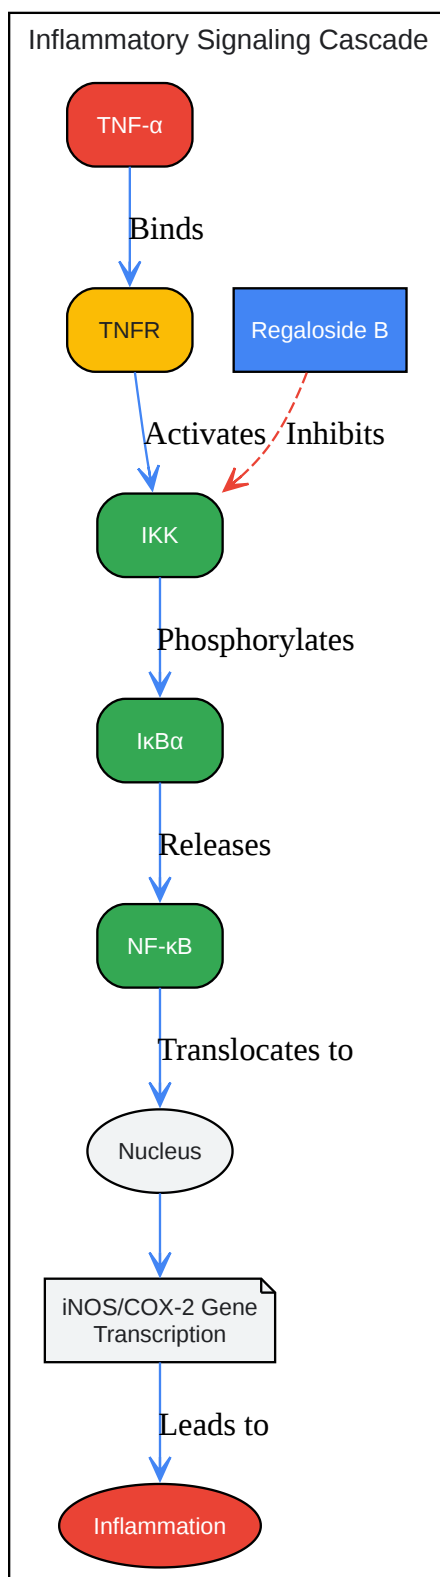 Inflammatory Signaling Cascade
TNF-α
Binds
TNFR
Regaloside B
Activates
Inhibits
IKK
Phosphorylates
IκBα
Releases
NF-κB
Translocates to
Nucleus
iNOS/COX-2 Gene
Transcription
Leads to
Inflammation